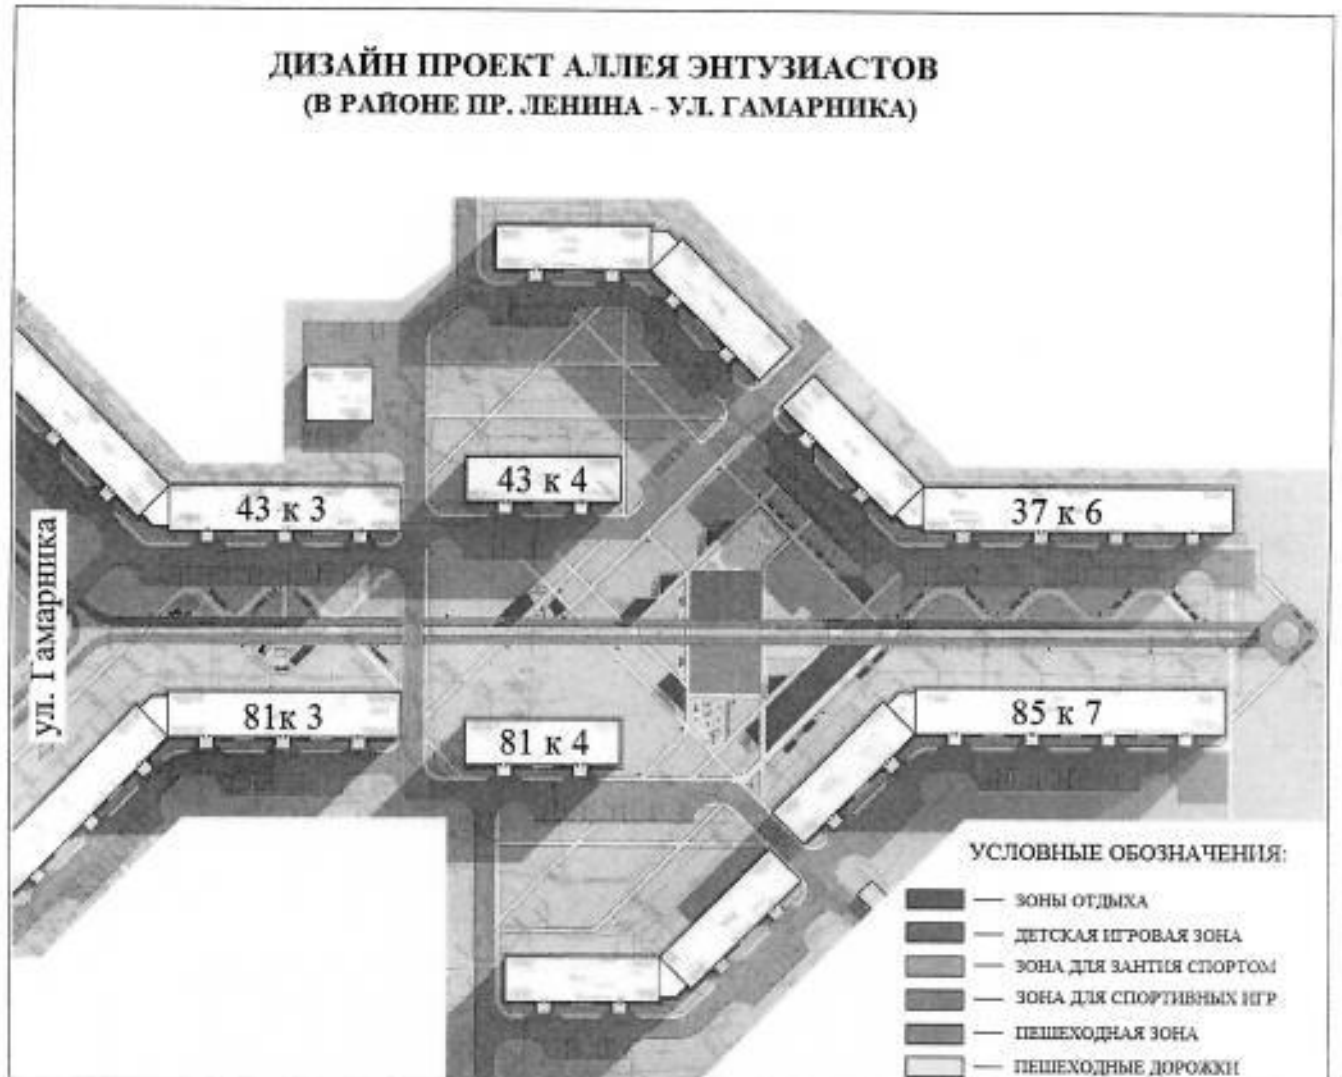 ДИЗАЙН ПРОЕКТ АЛЛЕЯ ЭНТУЗИАСТОВ
(В РАЙОНЕ ПР. ЛЕНИНА - УЛ. ГАМАРНИКА)
43 к 4
43 к 3
37 к 6
ул. Гамарника
81к 3
81 к 4
85 к 7
УСЛОВНЫЕ ОБОЗНАЧЕНИЯ:
— ЗОНЫ ОТДЫХА
— ДЕТСКАЯ ИГРОВАЯ ЗОНА
— ЗОНА ДЛЯ ЗАНТИЯ СПОРТОМ
— ЗОНА ДЛЯ СПОРТИВНЫХ ИГР
— ПЕШЕХОДНАЯ ЗОНА
— ПЕШЕХОДНЫЕ ДОРОЖКИ